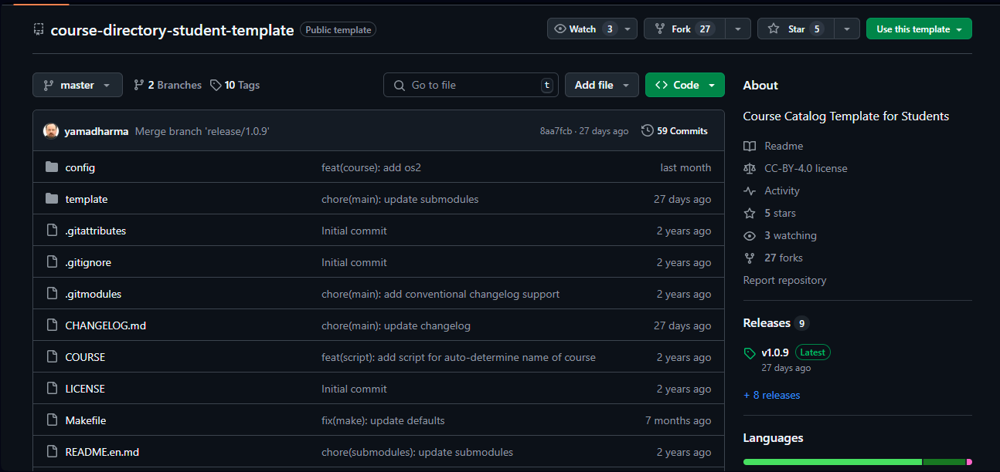 course-directory-student-template Public template Watch 3 Fork 27 Star 5 Use this template
master 2 Branches 10 Tags Go to file t Add file Code
yamadharma Merge branch 'release/1.0.9' 8aa7fcb · 27 days ago 59 Commits
config feat(course): add os2 last month
template chore(main): update submodules 27 days ago
.gitattributes Initial commit 2 years ago
.gitignore Initial commit 2 years ago
.gitmodules chore(main): add conventional changelog support 2 years ago
CHANGELOG.md chore(main): update changelog 27 days ago
COURSE feat(script): add script for auto-determine name of course 2 years ago
LICENSE Initial commit 2 years ago
Makefile fix(make): update defaults 7 months ago
README.en.md chore(submodules): update submodules 2 years ago
About
Course Catalog Template for Students
Readme
CC-BY-4.0 license
Activity
5 stars
3 watching
27 forks
Report repository
Releases 9
v1.0.9 Latest
27 days ago
+ 8 releases
Languages